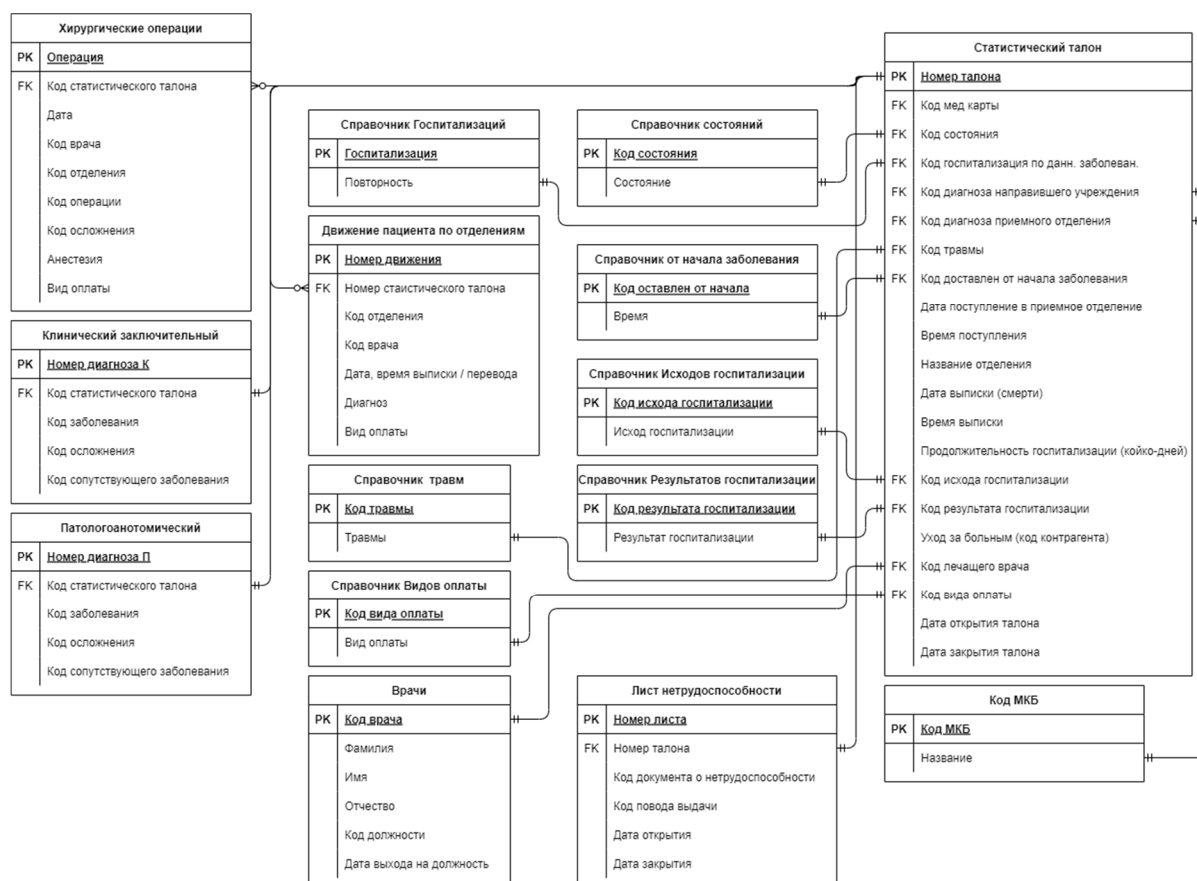 Хирургические операции
PK Операция
FK Код статистического талона
Дата
Код врача
Код отделения
Код операции
Код осложнения
Анестезия
Вид оплаты
Клинический заключительный
PK Номер диагноза К
FK Код статистического талона
Код заболевания
Код осложнения
Код сопутствующего заболевания
Патологоанотомический
PK Номер диагноза П
FK Код статистического талона
Код заболевания
Код осложнения
Код сопутствующего заболевания
Справочник Госпитализаций
PK Госпитализация
Повторность
Движение пациента по отделениям
PK Номер движения
FK Номер стаистического талона
Код отделения
Код врача
Дата, время выписки / перевода
Диагноз
Вид оплаты
Справочник травм
PK Код травмы
Травмы
Справочник Видов оплаты
PK Код вида оплаты
Вид оплаты
Врачи
PK Код врача
Фамилия
Имя
Отчество
Код должности
Дата выхода на должность
Справочник состояний
PK Код состояния
Состояние
Справочник от начала заболевания
PK Код оставлен от начала
Время
Справочник Исходов госпитализации
PK Код исхода госпитализации
Исход госпитализации
Справочник Результатов госпитализации
PK Код результата госпитализации
Результат госпитализации
Лист нетрудоспособности
PK Номер листа
FK Номер талона
Код документа о нетрудоспособности
Код повода выдачи
Дата открытия
Дата закрытия
Статистический талон
PK Номер талона
FK Код мед карты
FK Код состояния
FK Код госпитализация по данн. заболеван.
FK Код диагноза направившего учреждения
FK Код диагноза приемного отделения
FK Код травмы
FK Код доставлен от начала заболевания
Дата поступление в приемное отделение
Время поступления
Название отделения
Дата выписки (смерти)
Время выписки
Продолжительность госпитализации (койко-дней)
FK Код исхода госпитализации
FK Код результата госпитализации
Уход за больным (код контрагента)
FK Код лечащего врача
FK Код вида оплаты
Дата открытия талона
Дата закрытия талона
Код МКБ
PK Код МКБ
Название